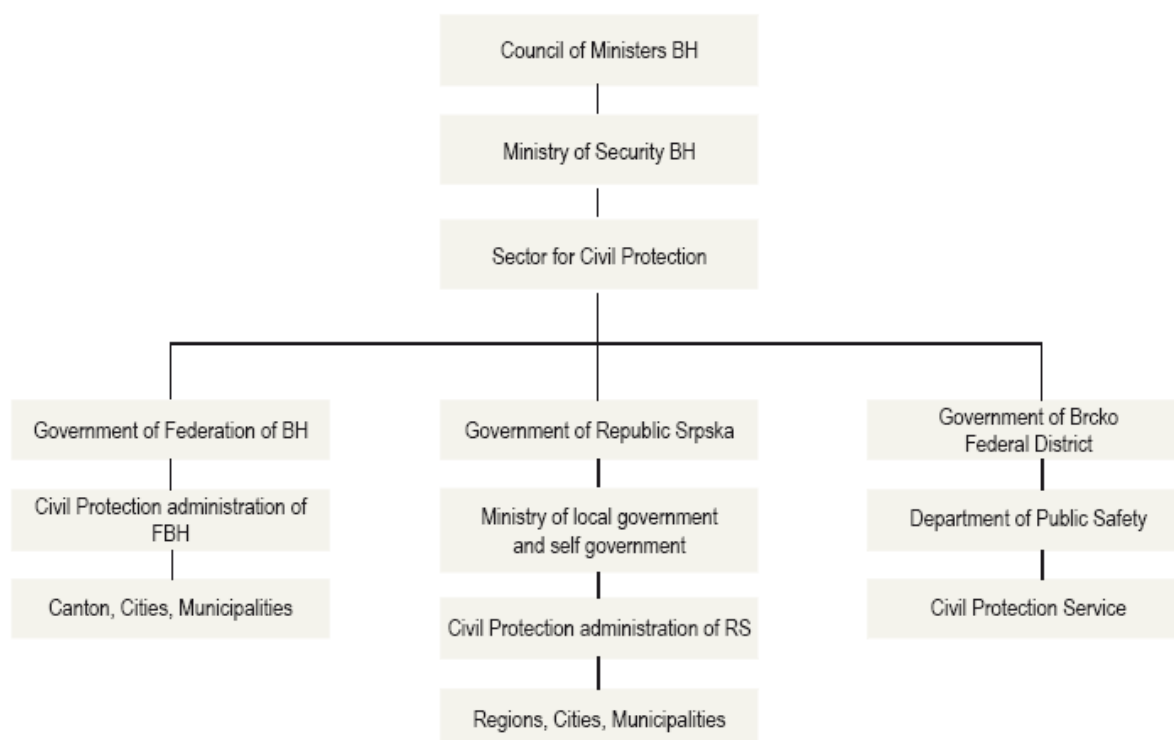 Council of Ministers BH
Ministry of Security BH
Sector for Civil Protection
Government of Federation of BH
Civil Protection administration of
FBH
Canton, Cities, Municipalities
Government of Republic Srpska
Ministry of local government
and self government
Civil Protection administration of RS
Regions, Cities, Municipalities
Government of Brcko
Federal District
Department of Public Safety
Civil Protection Service